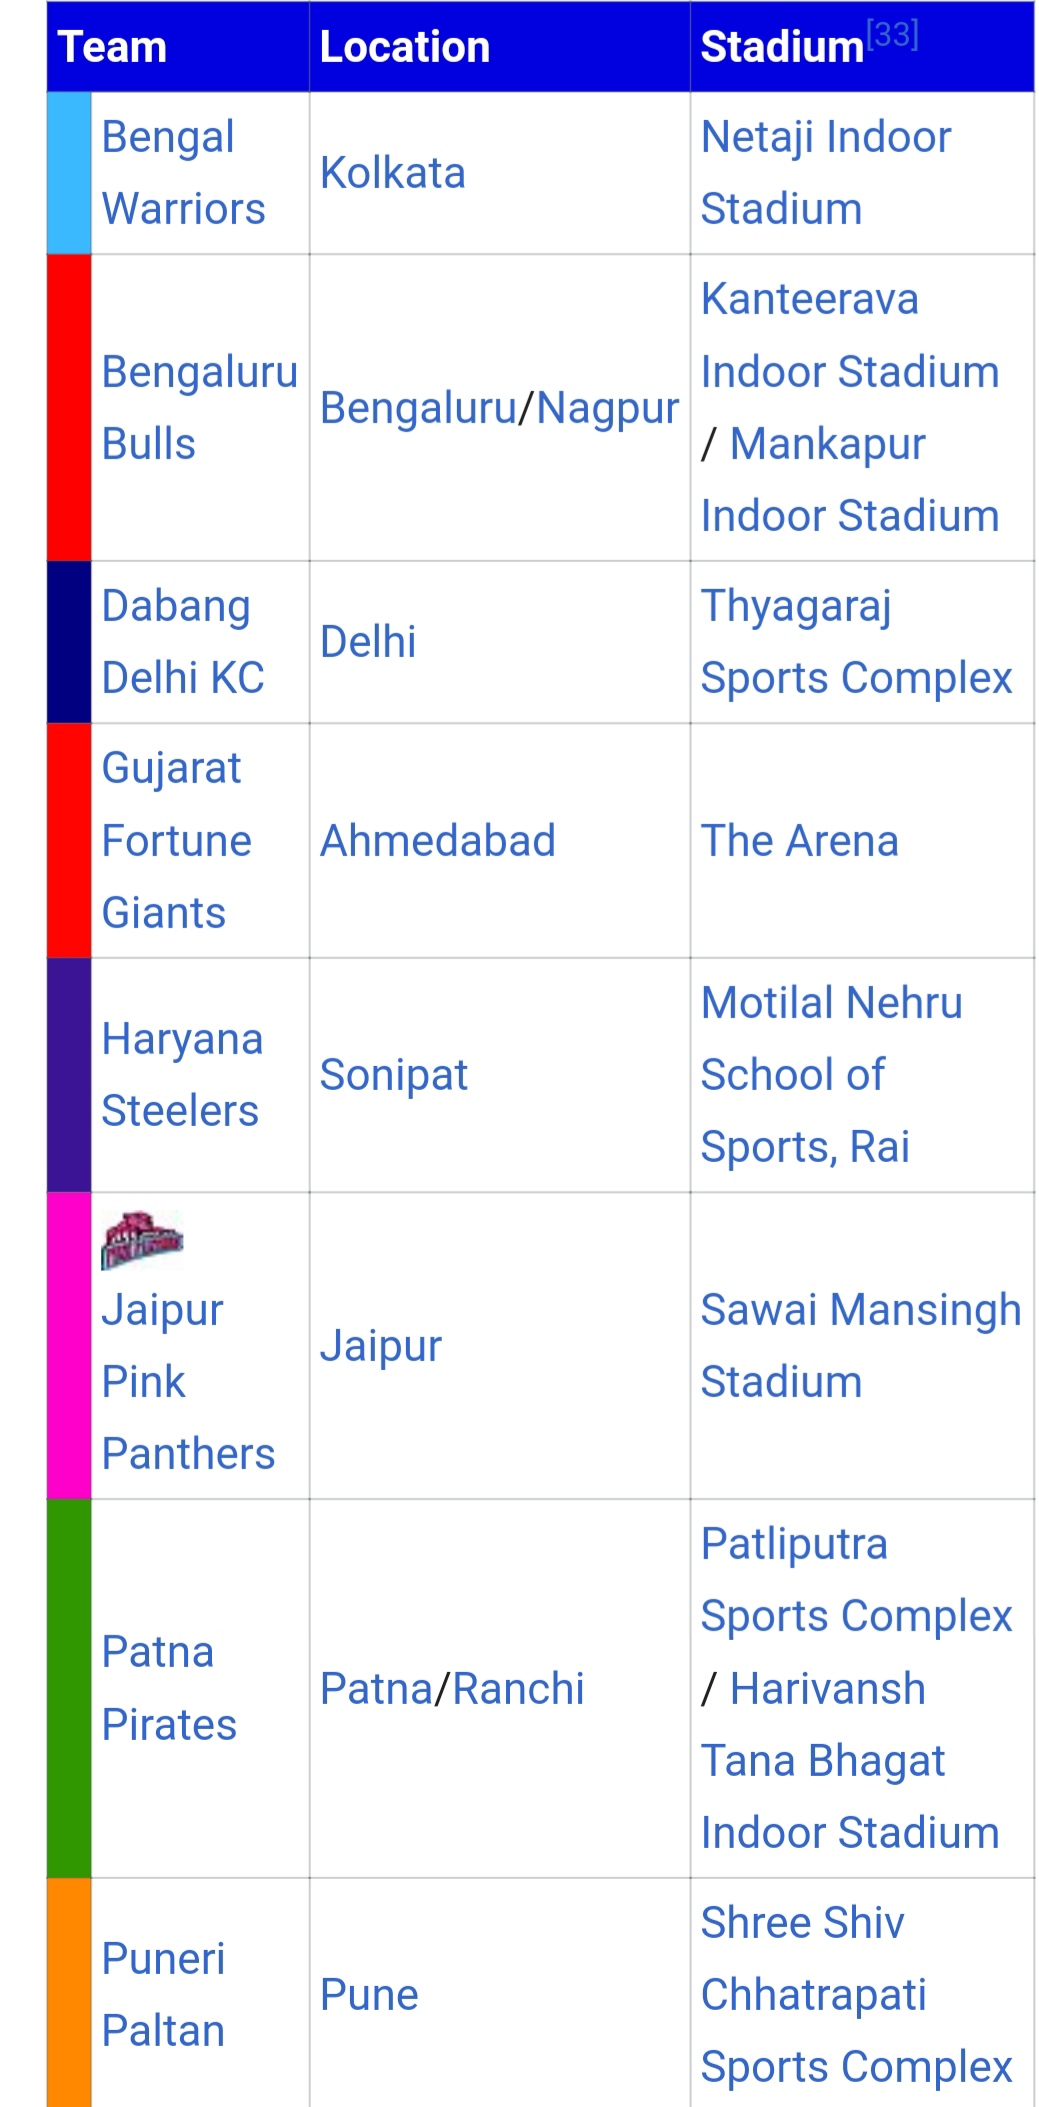 Team Location Stadium[33]
Bengal
Warriors
Kolkata
Netaji Indoor
Stadium
Bengaluru
Bulls
Bengaluru/Nagpur
Kanteerava
Indoor Stadium
/ Mankapur
Indoor Stadium
Dabang
Delhi KC
Delhi
Thyagaraj
Sports Complex
Gujarat
Fortune
Giants
Ahmedabad
The Arena
Haryana
Steelers
Sonipat
Motilal Nehru
School of
Sports, Rai
Jaipur
Pink
Panthers
Jaipur
Sawai Mansingh
Stadium
Patna
Pirates
Patna/Ranchi
Patliputra
Sports Complex
/ Harivansh
Tana Bhagat
Indoor Stadium
Puneri
Paltan
Pune
Shree Shiv
Chhatrapati
Sports Complex